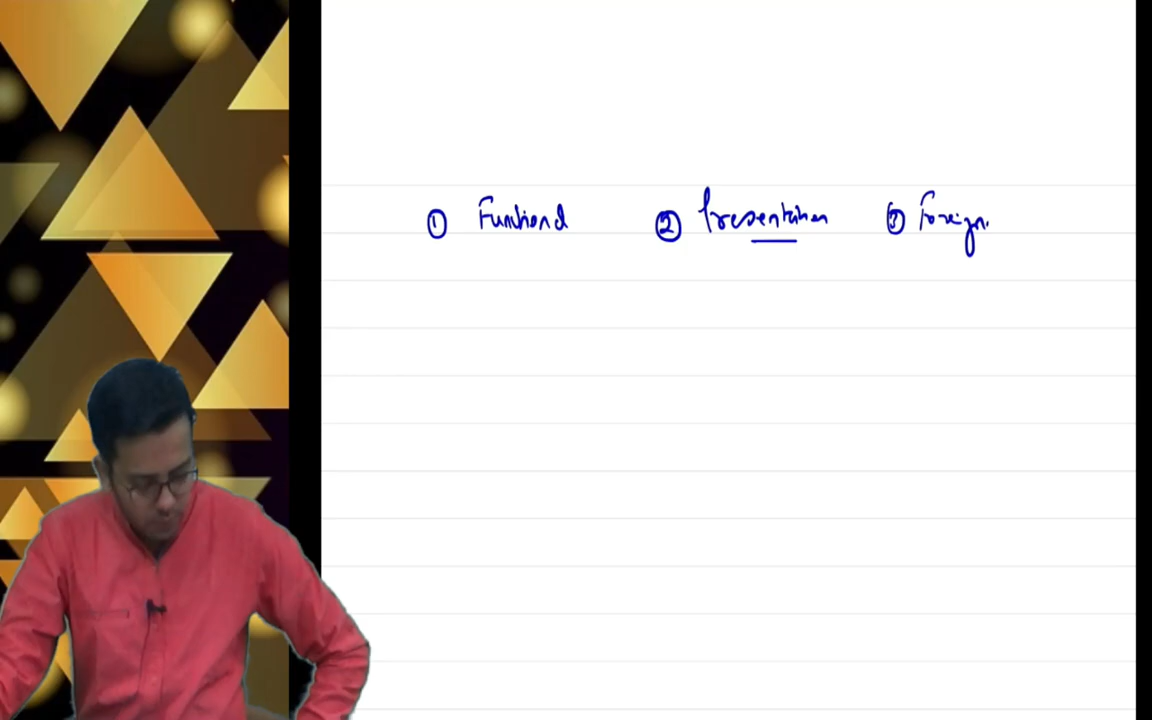 ① Functional ② Presentation ③ Foreign.